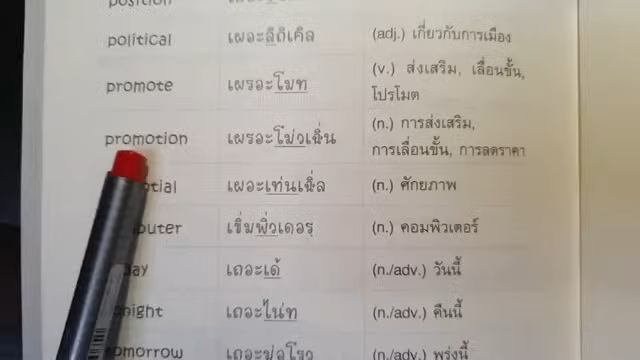 position
political เผอะลิถิเคิล (adj.) เกี่ยวกับการเมือง
promote เผรอะโมท (v.) ส่งเสริม, เลื่อนขั้น,
โปรโมต
promotion เผรอะโม่วเฉิ่น (n.) การส่งเสริม,
การเลื่อนขั้น, การลดราคา
tial เผอะเท่นเฉิ่ล (n.) ศักยภาพ
puter เขิ่มพิ่วเดอรฺ (n.) คอมพิวเตอร์
day เถอะเด้ (n./adv.) วันนี้
night เถอะไน่ท (n./adv.) คืนนี้
omorrow (n./adv.) พรุ่งนี้